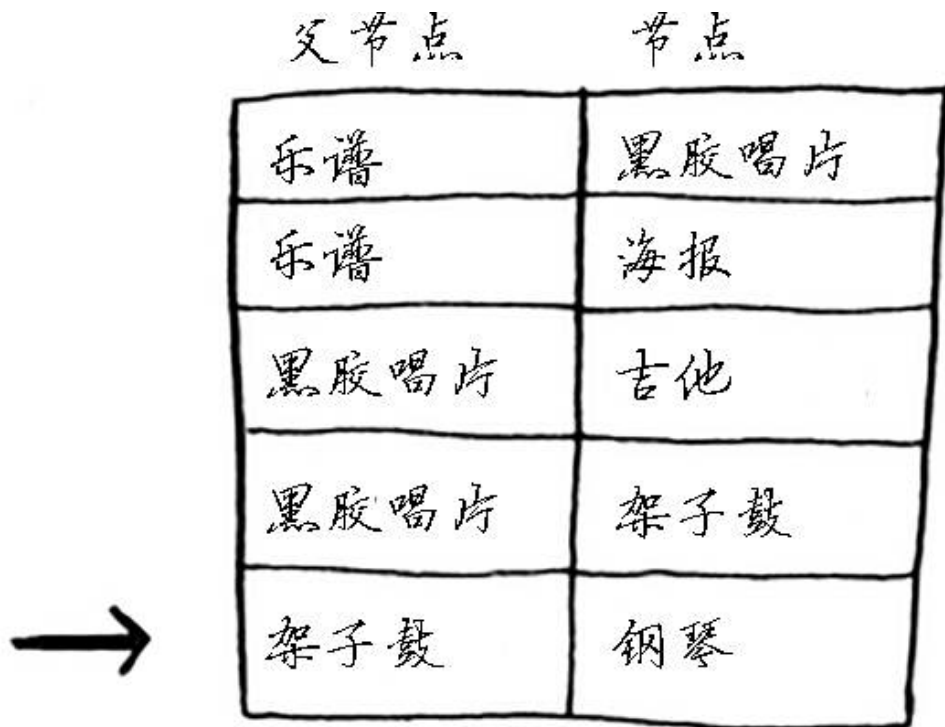 父节点 节点
乐谱 黑胶唱片
乐谱 海报
黑胶唱片 吉他
黑胶唱片 架子鼓
架子鼓 钢琴